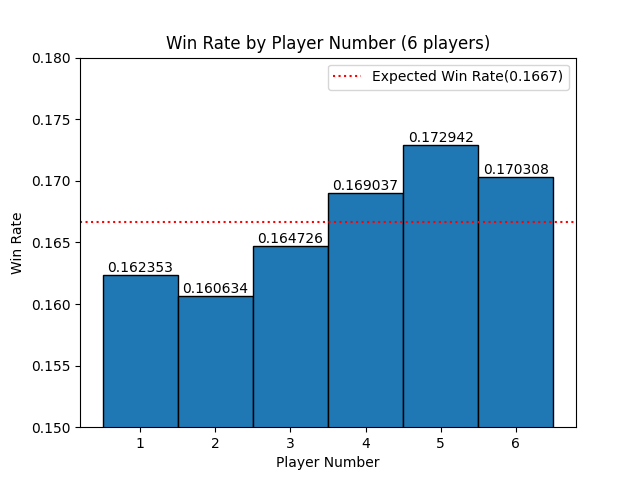 Win Rate by Player Number (6 players)
0.180
Expected Win Rate(0.1667)
0.175
0.172942
0.170308
0.170
0.169037
0.165
0.164726
0.162353
0.160634
0.160
0.155
0.150
Win Rate
1 2 3 4 5 6
Player Number